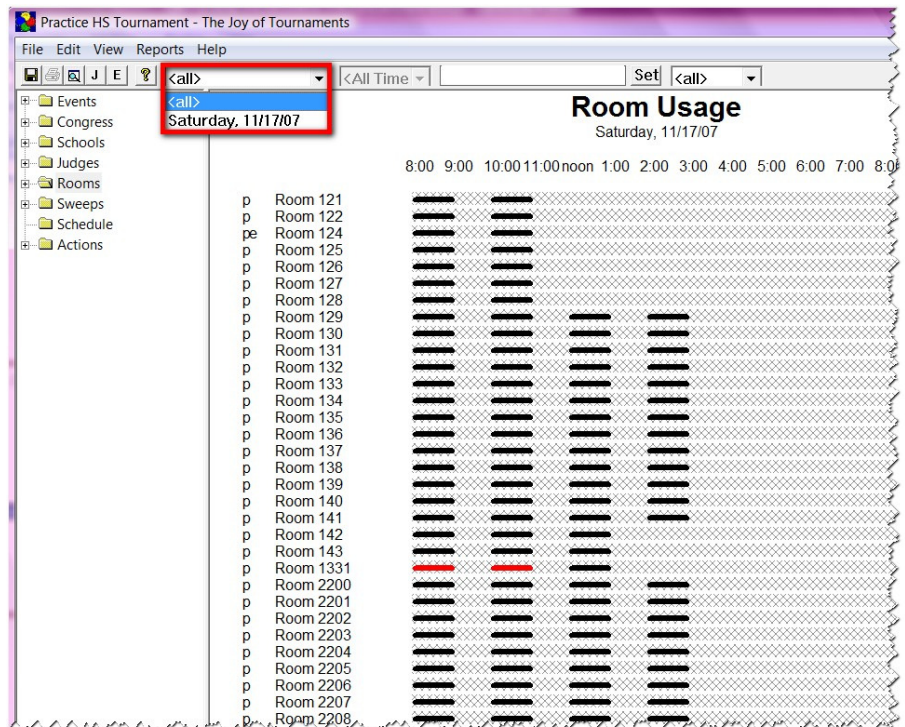 Practice HS Tournament - The Joy of Tournaments
File Edit View Reports Help
J E ? <all> <All Time Set <all>
<all>
Saturday, 11/17/07
Events
Congress
Schools
Judges
Rooms
Sweeps
Schedule
Actions
Room Usage
Saturday, 11/17/07
8:00 9:00 10:00 11:00 noon 1:00 2:00 3:00 4:00 5:00 6:00 7:00 8:0
p Room 121
p Room 122
pe Room 124
p Room 125
p Room 126
p Room 127
p Room 128
p Room 129
p Room 130
p Room 131
p Room 132
p Room 133
p Room 134
p Room 135
p Room 136
p Room 137
p Room 138
p Room 139
p Room 140
p Room 141
p Room 142
p Room 143
p Room 1331
p Room 2200
p Room 2201
p Room 2202
p Room 2203
p Room 2204
p Room 2205
p Room 2206
p Room 2207
p Room 2208